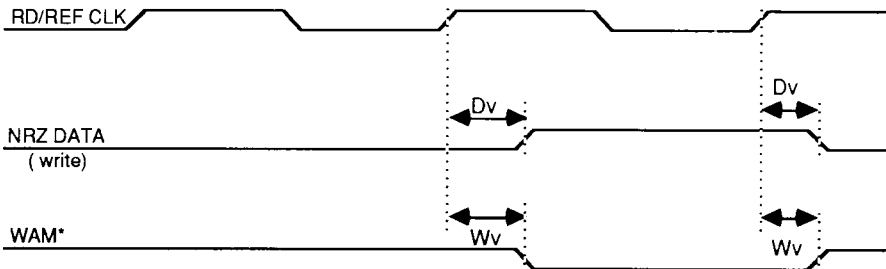 RD/REF CLK
Dv
Dv
NRZ DATA
( write)
WAM*
Wv
Wv